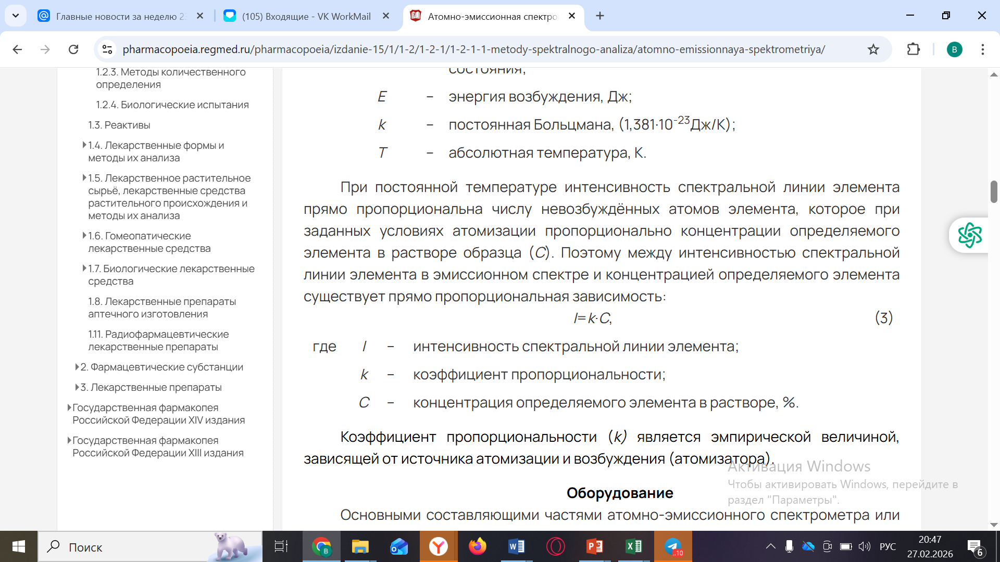 Главные новости за неделю 2
(105) Входящие - VK WorkMail
Атомно-эмиссионная спектро
pharmacopoeia.regmed.ru/pharmacopoeia/izdanie-15/1/1-2/1-2-1/1-2-1-1-metody-spektralnogo-analiza/atomno-emissionnaya-spektrometriya/
В
1.2.3. Методы количественного
определения
1.2.4. Биологические испытания
1.3. Реактивы
1.4. Лекарственные формы и
методы их анализа
1.5. Лекарственное растительное
сырьё, лекарственные средства
растительного происхождения и
методы их анализа
1.6. Гомеопатические
лекарственные средства
1.7. Биологические лекарственные
средства
1.8. Лекарственные препараты
аптечного изготовления
1.11. Радиофармацевтические
лекарственные препараты
2. Фармацевтические субстанции
3. Лекарственные препараты
Государственная фармакопея
Российской Федерации XIV издания
Государственная фармакопея
Российской Федерации XIII издания
состояния;
E – энергия возбуждения, Дж;
k – постоянная Больцмана, (1,381·10⁻²³Дж/К);
T – абсолютная температура, К.
При постоянной температуре интенсивность спектральной линии элемента
прямо пропорциональна числу невозбуждённых атомов элемента, которое при
заданных условиях атомизации пропорционально концентрации определяемого
элемента в растворе образца (C). Поэтому между интенсивностью спектральной
линии элемента в эмиссионном спектре и концентрацией определяемого элемента
существует прямо пропорциональная зависимость:
I=k·C, (3)
где I – интенсивность спектральной линии элемента;
k – коэффициент пропорциональности;
C – концентрация определяемого элемента в растворе, %.
Коэффициент пропорциональности (k) является эмпирической величиной,
зависящей от источника атомизации и возбуждения (атомизатора).
Оборудование
Основными составляющими частями атомно-эмиссионного спектрометра или
Активация Windows
Чтобы активировать Windows, перейдите в
раздел "Параметры".
Поиск
..10
РУС
20:47
27.02.2026
6